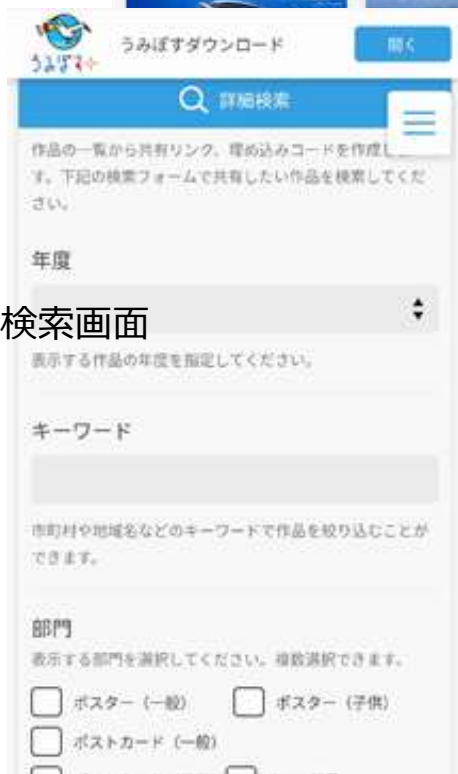 うみぽすダウンロード
開く
詳細検索
作品の一覧から共有リンク、埋め込みコードを作成し
す。下記の検索フォームで共有したい作品を検索してくだ
さい。
年度
検索画面
表示する作品の年度を指定してください。
キーワード
市町村や地域名などのキーワードで作品を絞り込むことが
できます。
部門
表示する部門を選択してください。複数選択できます。
ポスター（一般）
ポスター（子供）
ポストカード（一般）